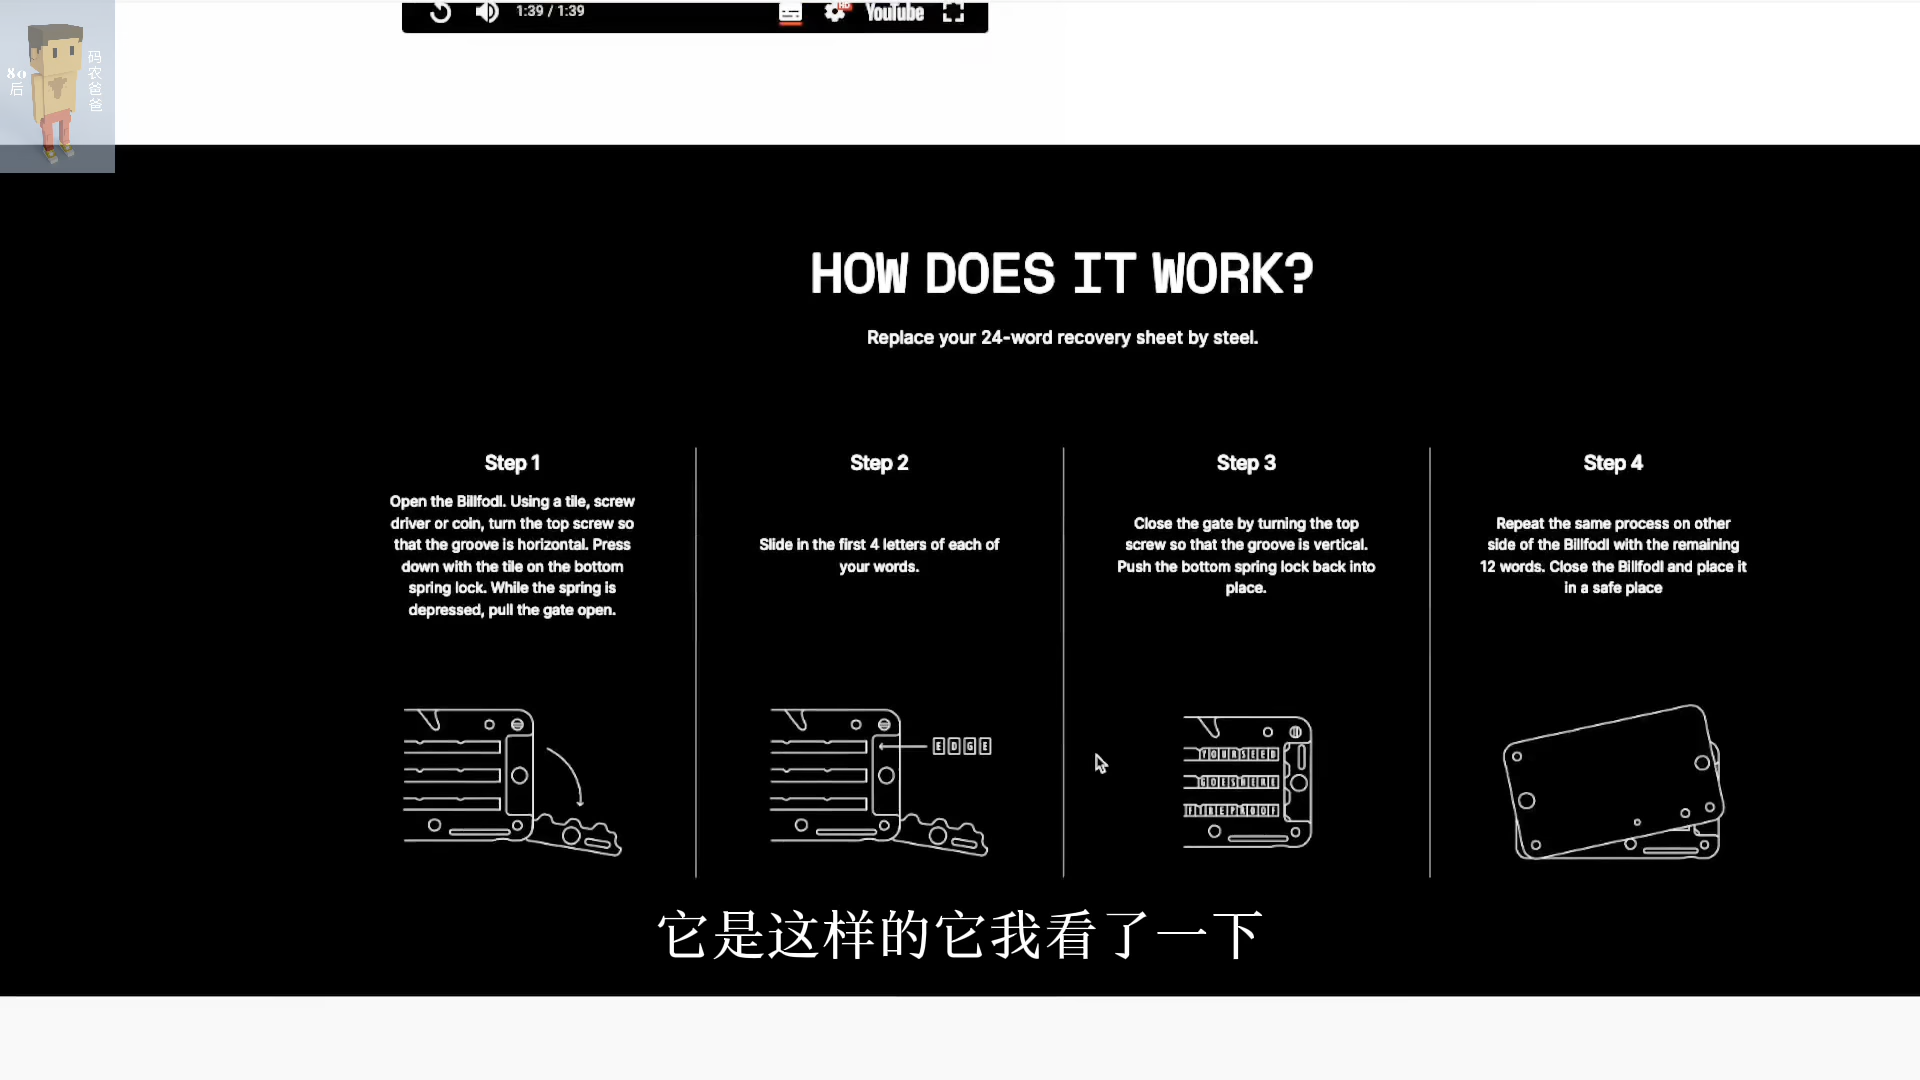 1:39 / 1:39
HD
YouTube
80
后
码农爸爸
HOW DOES IT WORK?
Replace your 24-word recovery sheet by steel.
Step 1
Open the Billfodl. Using a tile, screw
driver or coin, turn the top screw so
that the groove is horizontal. Press
down with the tile on the bottom
spring lock. While the spring is
depressed, pull the gate open.
Step 2
Slide in the first 4 letters of each of
your words.
EDGE
Step 3
Close the gate by turning the top
screw so that the groove is vertical.
Push the bottom spring lock back into
place.
YOURSEED
GOESHERE
FIREPROOF
Step 4
Repeat the same process on other
side of the Billfodl with the remaining
12 words. Close the Billfodl and place it
in a safe place
它是这样的它我看了一下